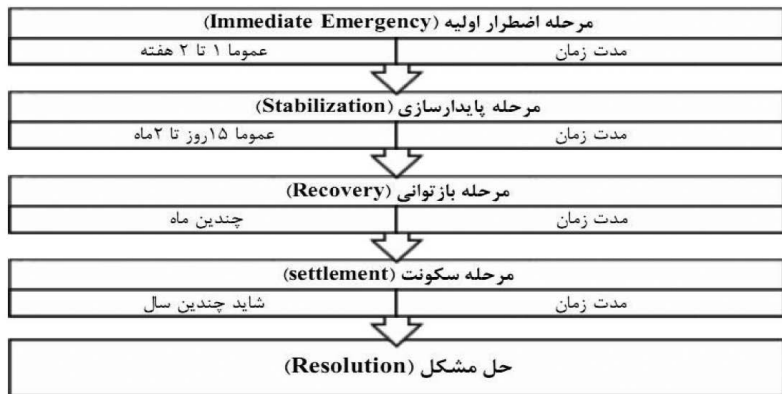 مرحله اضطرار اولیه (Immediate Emergency)
مدت زمان عموما ۱ تا ۲ هفته
مرحله پایدارسازی (Stabilization)
مدت زمان عموما ۱۵روز تا ۲ماه
مرحله بازتوانی (Recovery)
مدت زمان چندین ماه
مرحله سکونت (settlement)
مدت زمان شاید چندین سال
حل مشکل (Resolution)